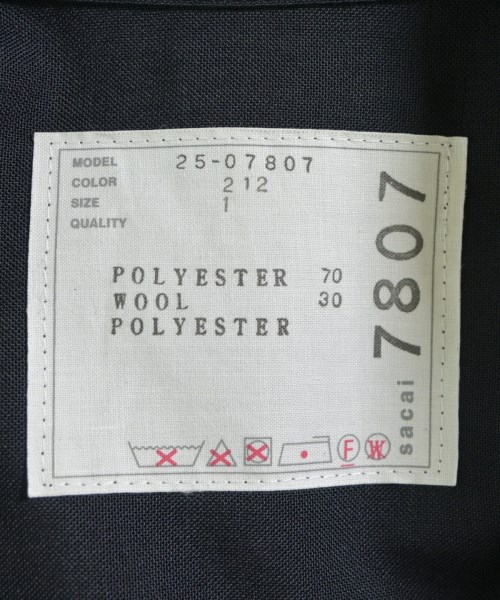 MODEL 25-07807
COLOR 212
SIZE 1
QUALITY
POLYESTER 70
WOOL 30
POLYESTER
sacai 7807
F
W